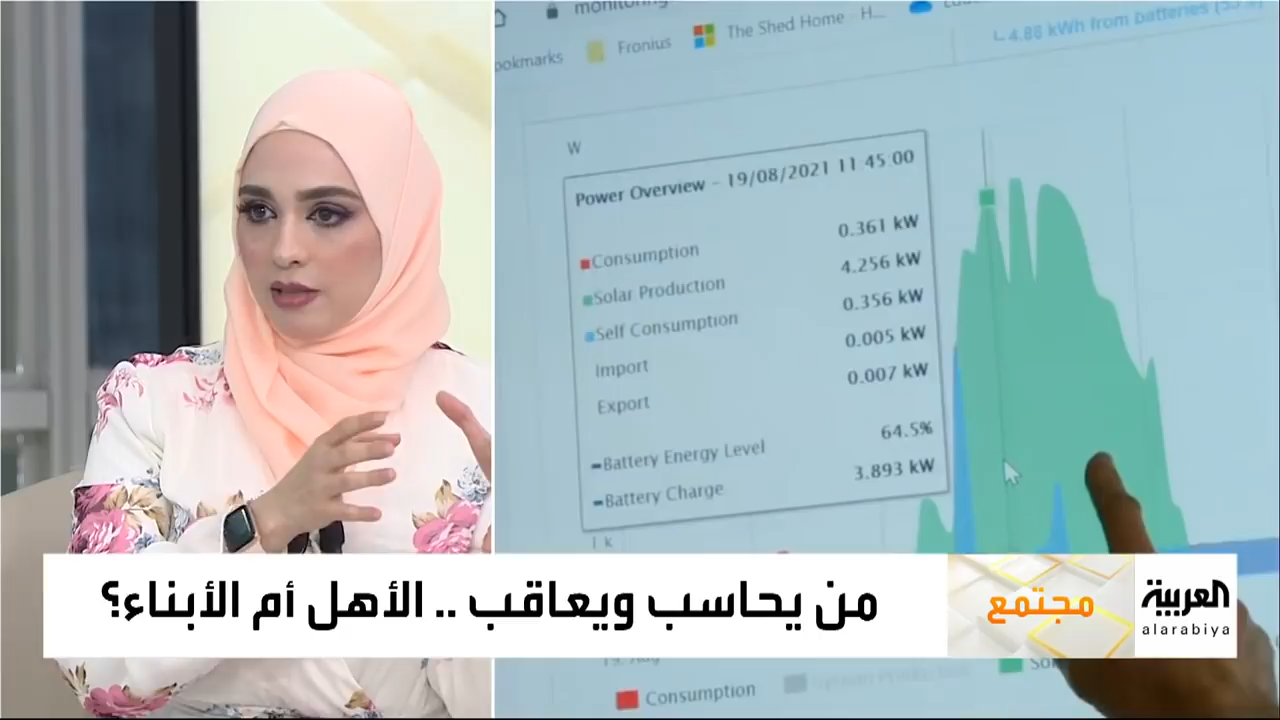 ookmarks
Fronius
The Shed Home - H...
4.88 kWh from batteries
W
Power Overview - 19/08/2021 11:45:00
Consumption 0.361 kW
Solar Production 4.256 kW
Self Consumption 0.356 kW
Import 0.005 kW
Export 0.007 kW
Battery Energy Level 64.5%
Battery Charge 3.893 kW
1 k
العربية
alarabiya
مجتمع
من يحاسب ويعاقب .. الأهل أم الأبناء؟
19. Aug
Consumption